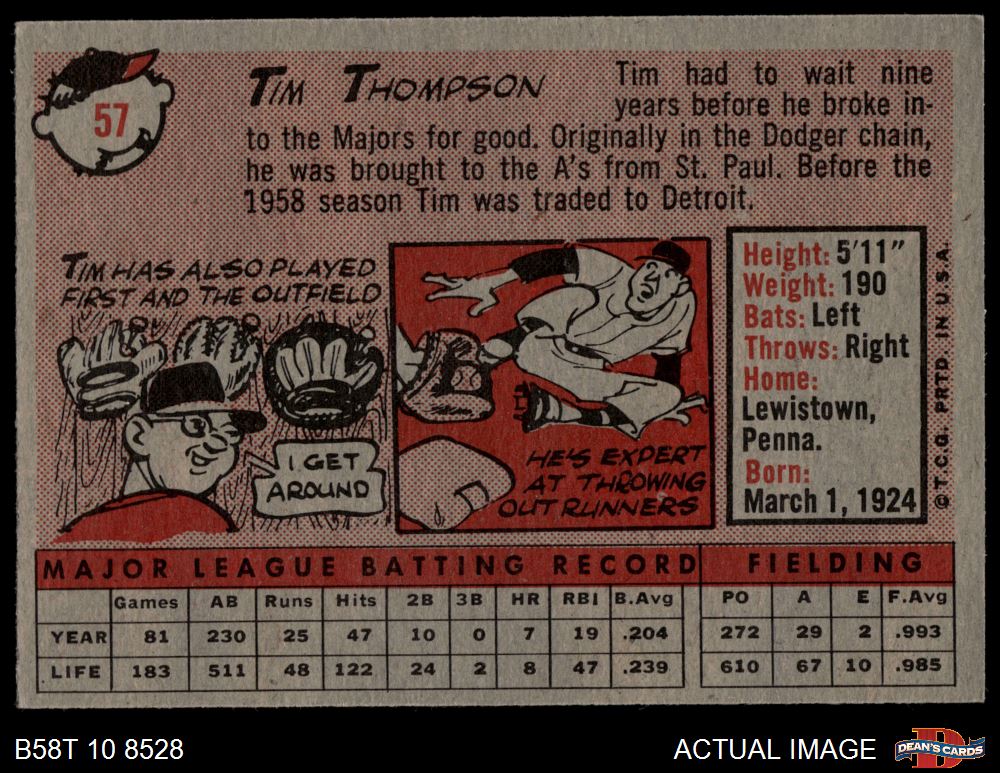 57
TIM THOMPSON
Tim had to wait nine
years before he broke in-
to the Majors for good. Originally in the Dodger chain,
he was brought to the A's from St. Paul. Before the
1958 season Tim was traded to Detroit.
TIM HAS ALSO PLAYED
FIRST AND THE OUTFIELD
I GET
AROUND
HE'S EXPERT
AT THROWING
OUT RUNNERS
Height: 5'11"
Weight: 190
Bats: Left
Throws: Right
Home:
Lewistown,
Penna.
Born:
March 1, 1924
© T.C.G. PRTD IN U.S.A.
MAJOR LEAGUE BATTING RECORD FIELDING
Games AB Runs Hits 2B 3B HR RBI B.Avg PO A E F.Avg
YEAR 81 230 25 47 10 0 7 19 .204 272 29 2 .993
LIFE 183 511 48 122 24 2 8 47 .239 610 67 10 .985
B58T 10 8528
ACTUAL IMAGE
D
DEAN'S CARDS